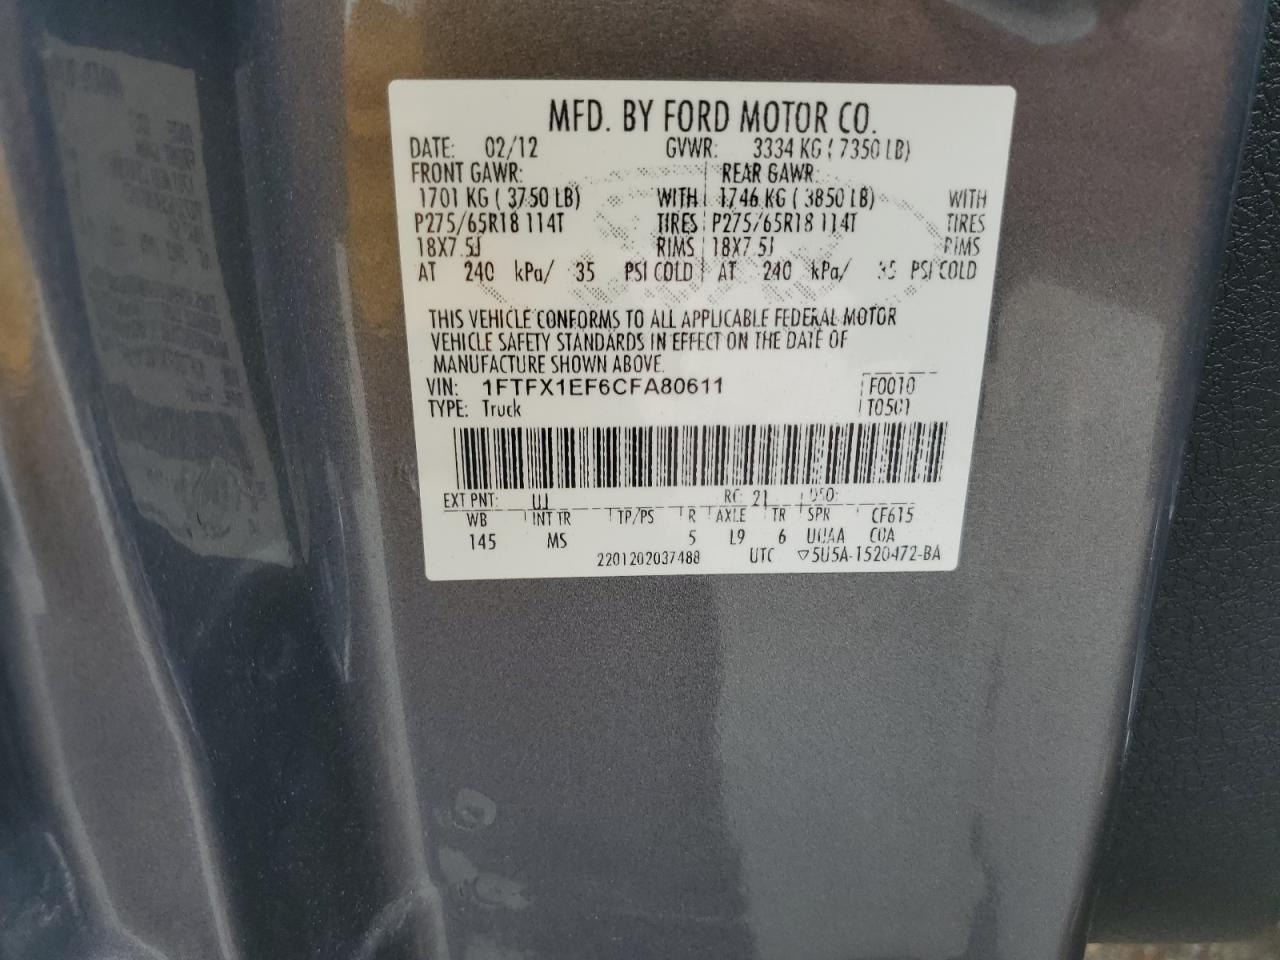 MFD. BY FORD MOTOR CO.
DATE: 02/12 GVWR: 3334 KG ( 7350 LB)
FRONT GAWR: REAR GAWR:
1701 KG ( 3750 LB) WITH 1746 KG ( 3850 LB) WITH
P275/65R18 114T TIRES P275/65R18 114T TIRES
18X7.5J RIMS 18X7.5J RIMS
AT 240 kPa/ 35 PSI COLD AT 240 kPa/ 35 PSI COLD
THIS VEHICLE CONFORMS TO ALL APPLICABLE FEDERAL MOTOR
VEHICLE SAFETY STANDARDS IN EFFECT ON THE DATE OF
MANUFACTURE SHOWN ABOVE.
VIN: 1FTFX1EF6CFA80611 F0010
TYPE: Truck T0501
EXT PNT: UJ RC: 21 DSO:
WB INT TR TP/PS R AXLE TR SPR CF615
145 MS 5 L9 6 UUAA
2201202037488 UTC ▽5U5A-1520472-BA